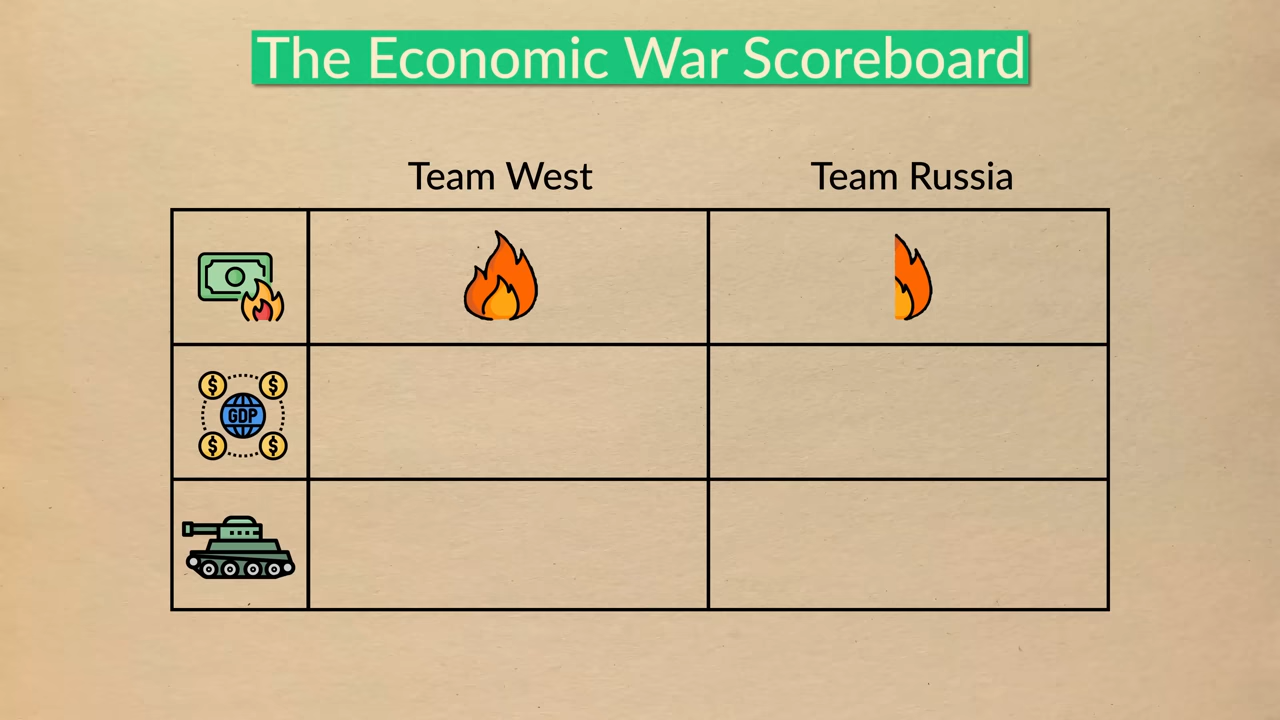 The Economic War Scoreboard
Team West
Team Russia
$ $
GDP
$ $